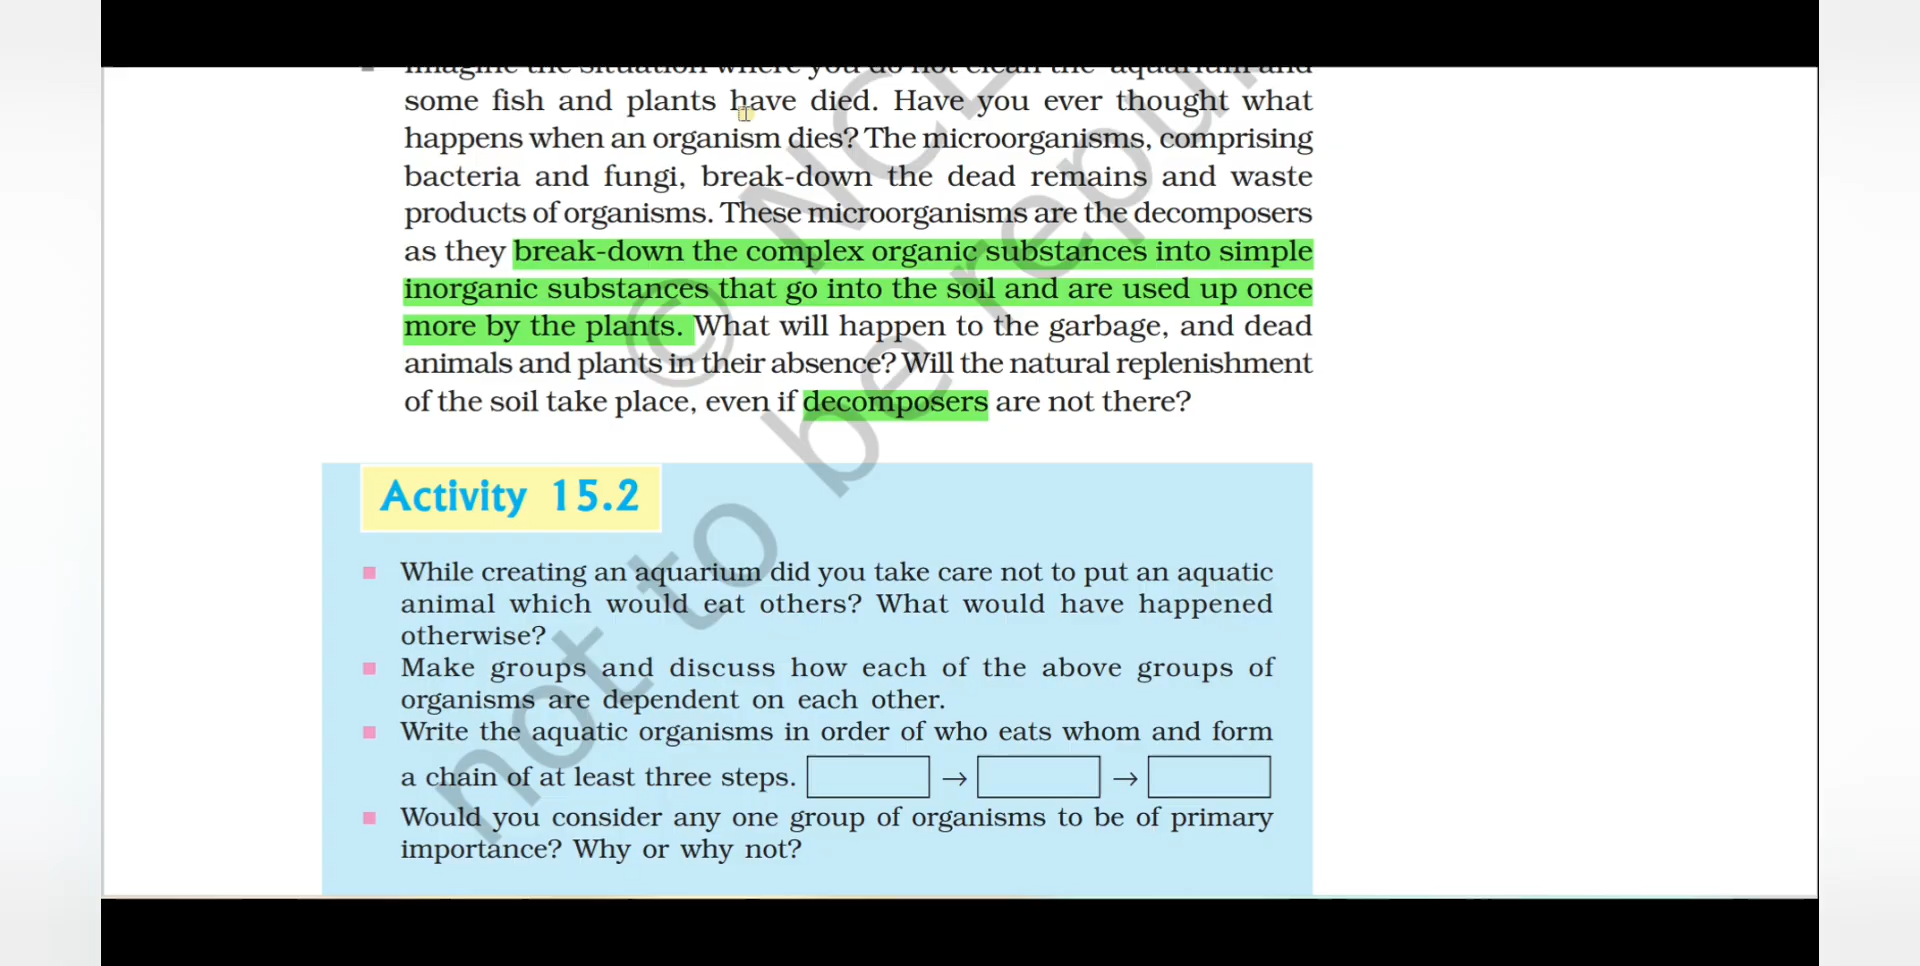 Imagine the situation where you do not clean the aquarium and
some fish and plants have died. Have you ever thought what
happens when an organism dies? The microorganisms, comprising
bacteria and fungi, break-down the dead remains and waste
products of organisms. These microorganisms are the decomposers
as they break-down the complex organic substances into simple
inorganic substances that go into the soil and are used up once
more by the plants. What will happen to the garbage, and dead
animals and plants in their absence? Will the natural replenishment
of the soil take place, even if decomposers are not there?
Activity 15.2
While creating an aquarium did you take care not to put an aquatic
animal which would eat others? What would have happened
otherwise?
Make groups and discuss how each of the above groups of
organisms are dependent on each other.
Write the aquatic organisms in order of who eats whom and form
a chain of at least three steps. → →
Would you consider any one group of organisms to be of primary
importance? Why or why not?
© NCE
not to be repu